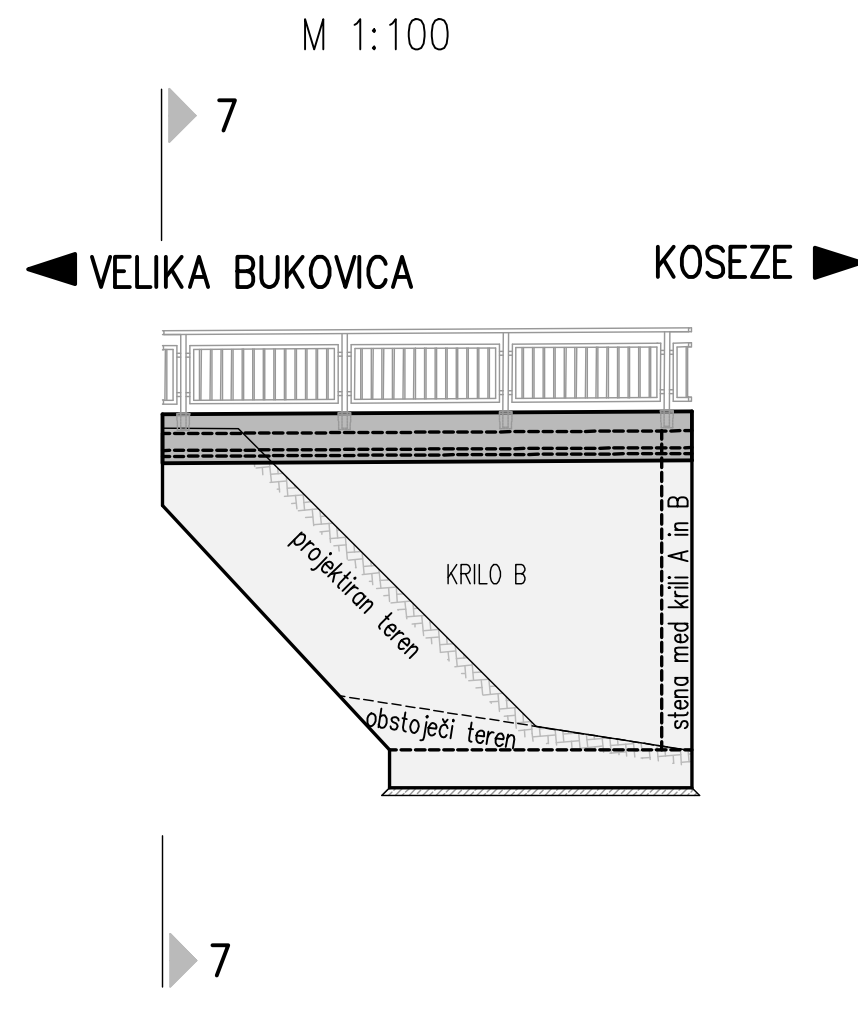 M 1:100
7
VELIKA BUKOVICA
KOSEZE
projektiran teren
KRILO B
stena med krili A in B
obstoječi teren
7